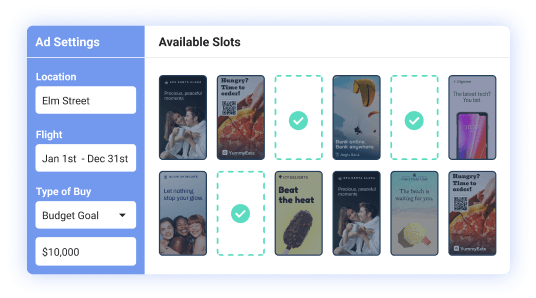 Ad Settings
Available Slots
Location
Elm Street
Flight
Jan 1st - Dec 31st
Type of Buy
Budget Goal
$10,000
Precious, peaceful
moments
Hungry?
Time to
order!
YummyEats
Bank online.
Bank anywhere.
The latest tech?
You bet
Let nothing
stop your glow.
Beat
the heat
Precious, peaceful
moments
The beach is
waiting for you.
Hungry?
Time to
order!
YummyEats